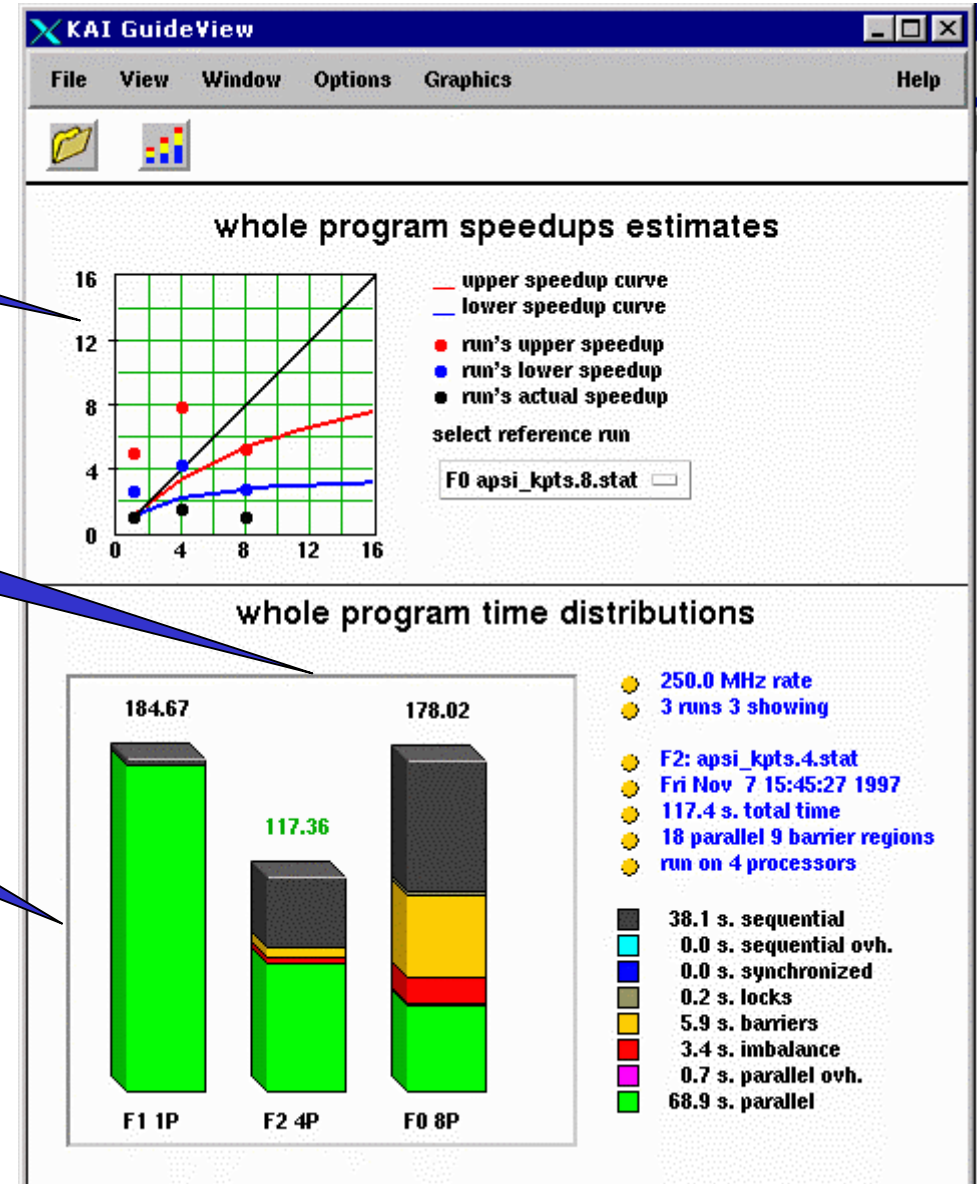 KAI GuideView
File View Window Options Graphics Help
whole program speedups estimates
16
12
8
4
0
0 4 8 12 16
upper speedup curve
lower speedup curve
run's upper speedup
run's lower speedup
run's actual speedup
select reference run
F0 apsi_kpts.8.stat
whole program time distributions
184.67
117.36
178.02
F1 1P
F2 4P
F0 8P
250.0 MHz rate
3 runs 3 showing
F2: apsi_kpts.4.stat
Fri Nov 7 15:45:27 1997
117.4 s. total time
18 parallel 9 barrier regions
run on 4 processors
38.1 s. sequential
0.0 s. sequential ovh.
0.0 s. synchronized
0.2 s. locks
5.9 s. barriers
3.4 s. imbalance
0.7 s. parallel ovh.
68.9 s. parallel